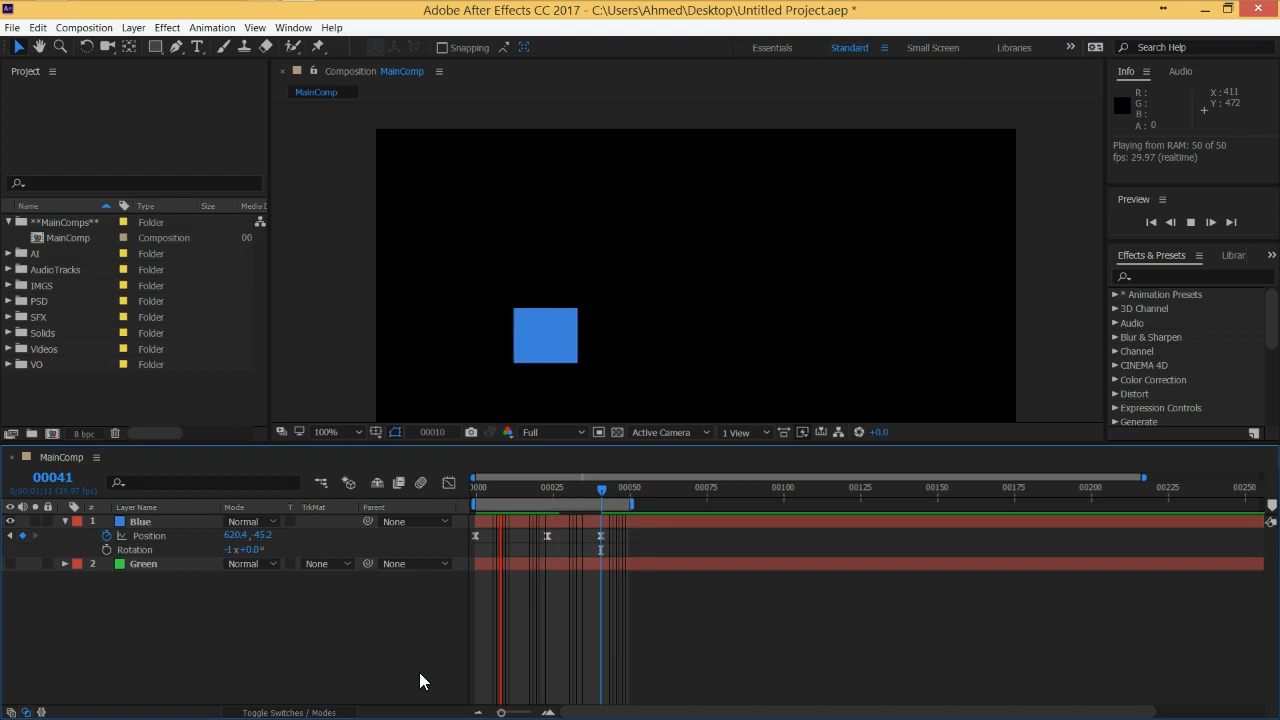 Adobe After Effects CC 2017 - C:\Users\Ahmed\Desktop\Untitled Project.aep *
File Edit Composition Layer Effect Animation View Window Help
Snapping Essentials Standard Small Screen Libraries Search Help
Project Composition MainComp Info Audio
MainComp
R : X : 411
G : Y : 472
B :
A : 0
Playing from RAM: 50 of 50
fps: 29.97 (realtime)
Preview
Name Type Size Media D
**MainComps** Folder
MainComp Composition 00
AI Folder
AudioTracks Folder
IMGS Folder
PSD Folder
SFX Folder
Solids Folder
Videos Folder
VO Folder
Effects & Presets Librar
* Animation Presets
3D Channel
Audio
Blur & Sharpen
Channel
CINEMA 4D
Color Correction
Distort
Expression Controls
Generate
8 bpc 100% 00010 Full Active Camera 1 View +0.0
MainComp
00041
0;00;01;11 (29.97 fps)
0000 00025 00050 00075 00100 00125 00150 00175 00200 00225 00250
# Layer Name Mode T TrkMat Parent
1 Blue Normal None
Position 620.4,-45.2
Rotation -1x+0.0°
2 Green Normal None None
Toggle Switches / Modes